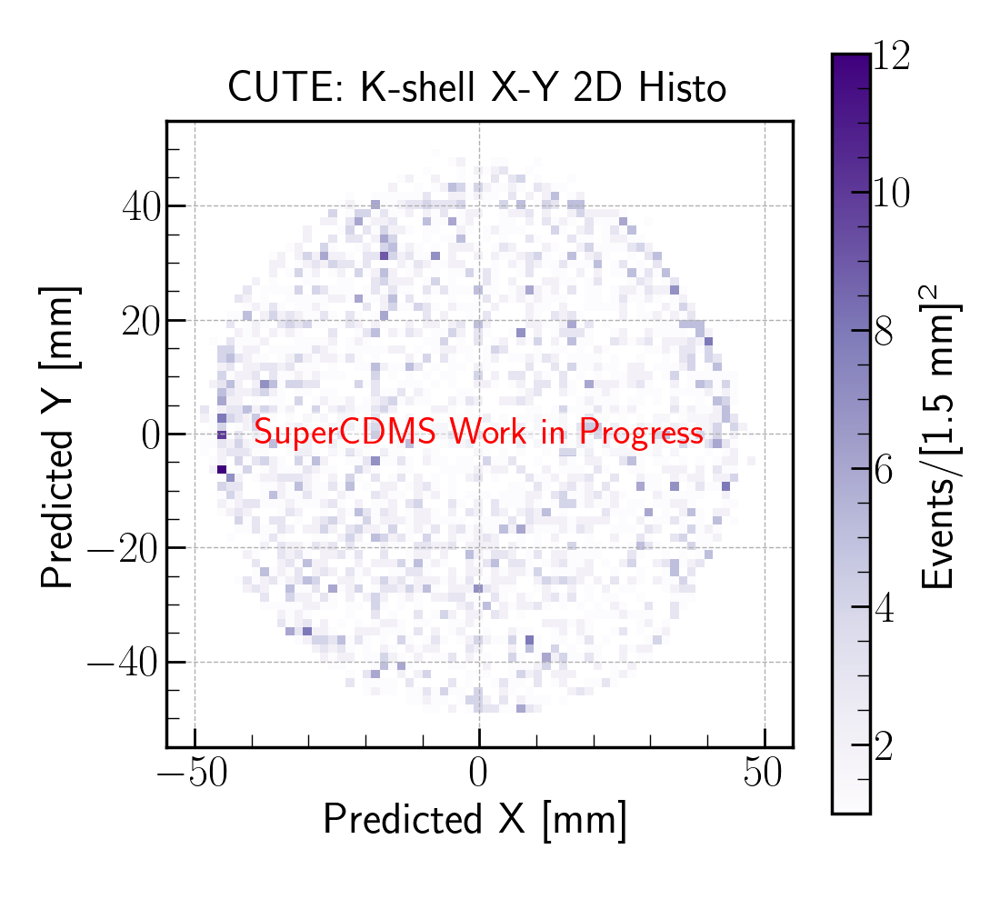 CUTE: K-shell X-Y 2D Histo
12
10
8
6
4
2
Events/[1.5 mm]²
40
20
0
−20
−40
Predicted Y [mm]
SuperCDMS Work in Progress
−50
0
50
Predicted X [mm]